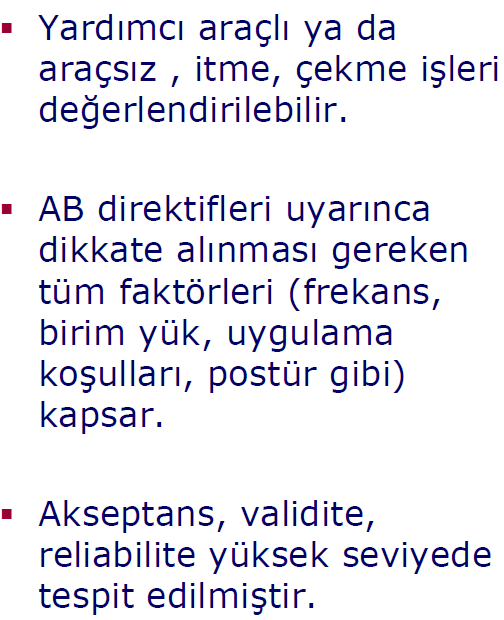 ▪ Yardımcı araçlı ya da
araçsız , itme, çekme işleri
değerlendirilebilir.
▪ AB direktifleri uyarınca
dikkate alınması gereken
tüm faktörleri (frekans,
birim yük, uygulama
koşulları, postür gibi)
kapsar.
▪ Akseptans, validite,
reliabilite yüksek seviyede
tespit edilmiştir.